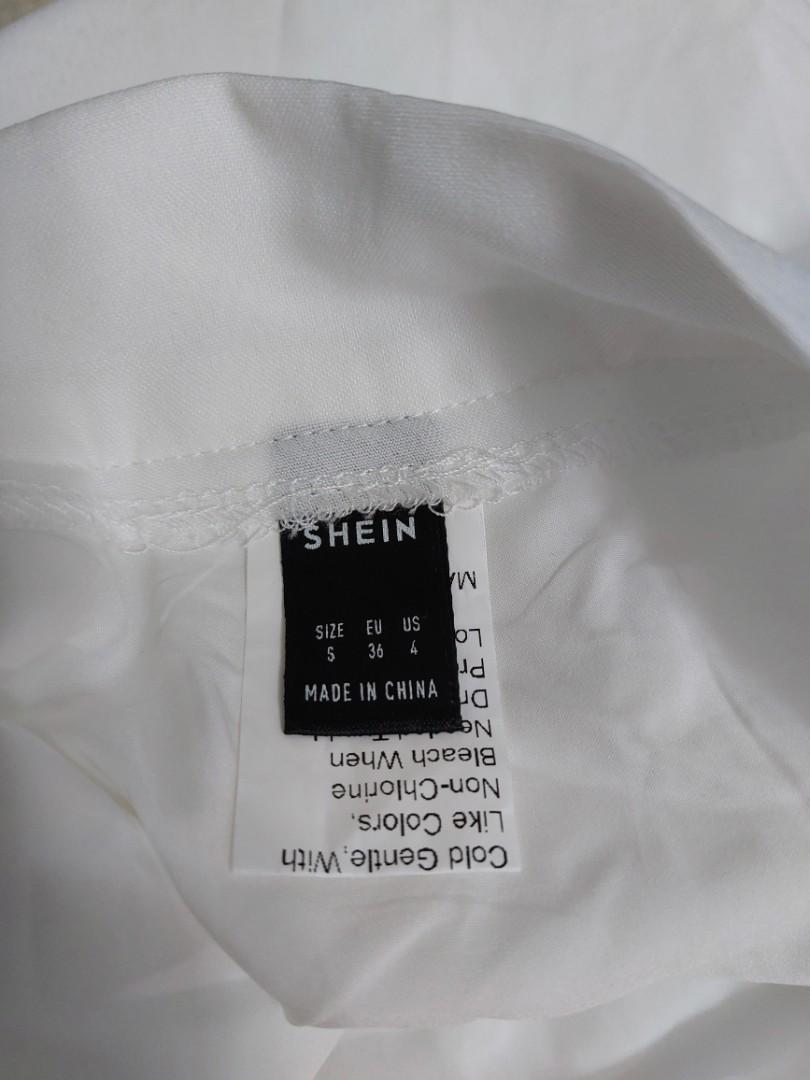 SHEIN
SIZE EU US
S 36 4
MADE IN CHINA
Cold Gentle,With
Like Colors,
Non-Chlorine
Bleach When